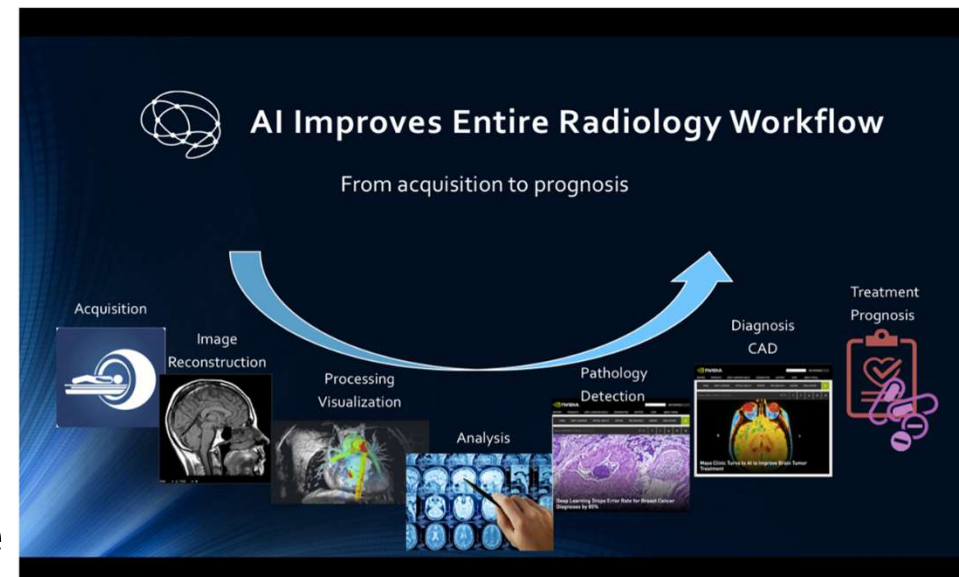 AI Improves Entire Radiology Workflow
From acquisition to prognosis
Acquisition
Image
Reconstruction
Processing
Visualization
Analysis
Pathology
Detection
NVIDIA
Deep Learning Drops Error Rate for Breast Cancer
Diagnoses by 85%
Diagnosis
CAD
NVIDIA
Mayo Clinic Turns to AI to Improve Brain Tumor
Treatment
Treatment
Prognosis
e